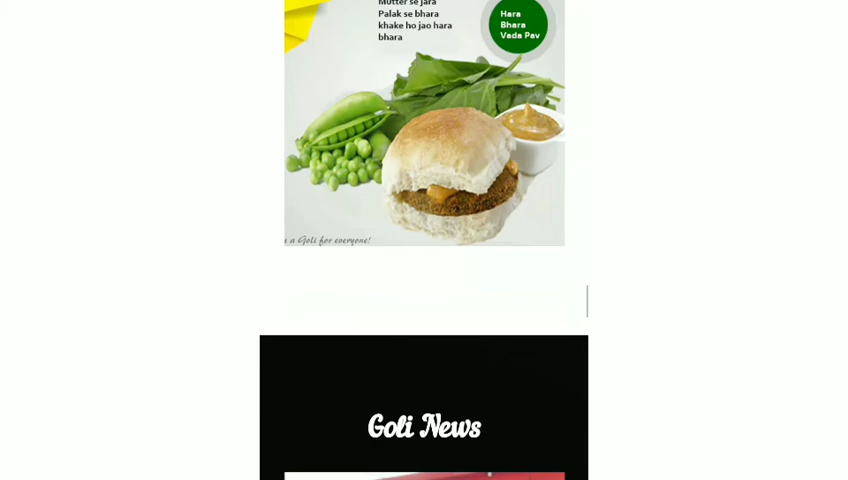 Mutter se jara
Palak se bhara
khake ho jao hara
bhara
Hara
Bhara
Vada Pav
a Goli for everyone!
Goli News